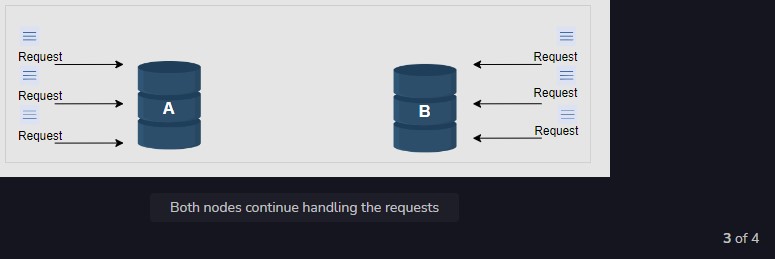 Request
Request
Request
A
B
Request
Request
Request
Both nodes continue handling the requests
3 of 4